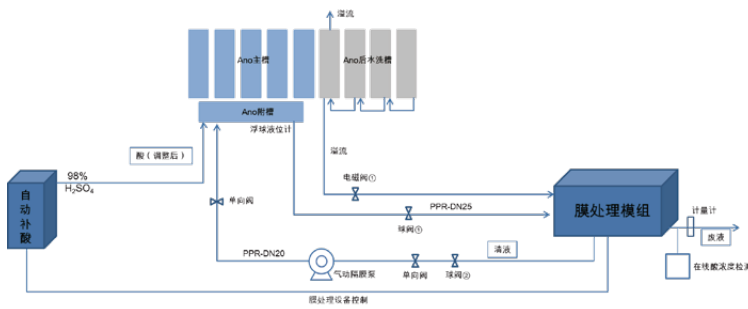 溢流
Ano主槽
Ano后水洗槽
Ano附槽
浮球液位计
酸（调整后）
98%
H₂SO₄
自动补酸
溢流
电磁阀①
单向阀
PPR-DN25
球阀①
膜处理模组
计量计
废液
PPR-DN20
清液
气动隔膜泵
单向阀
球阀②
在线酸浓度检测
膜处理设备控制